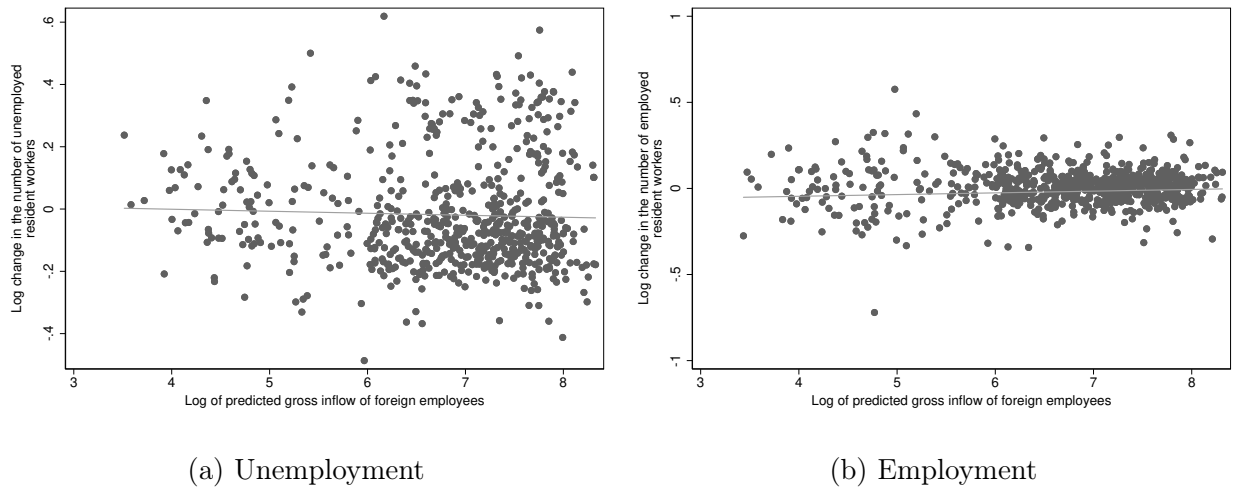 Log change in the number of unemployed
resident workers
.6
.4
.2
0
-.2
-.4
3 4 5 6 7 8
Log of predicted gross inflow of foreign employees
(a) Unemployment
Log change in the number of employed
resident workers
1
.5
0
-.5
-1
3 4 5 6 7 8
Log of predicted gross inflow of foreign employees
(b) Employment